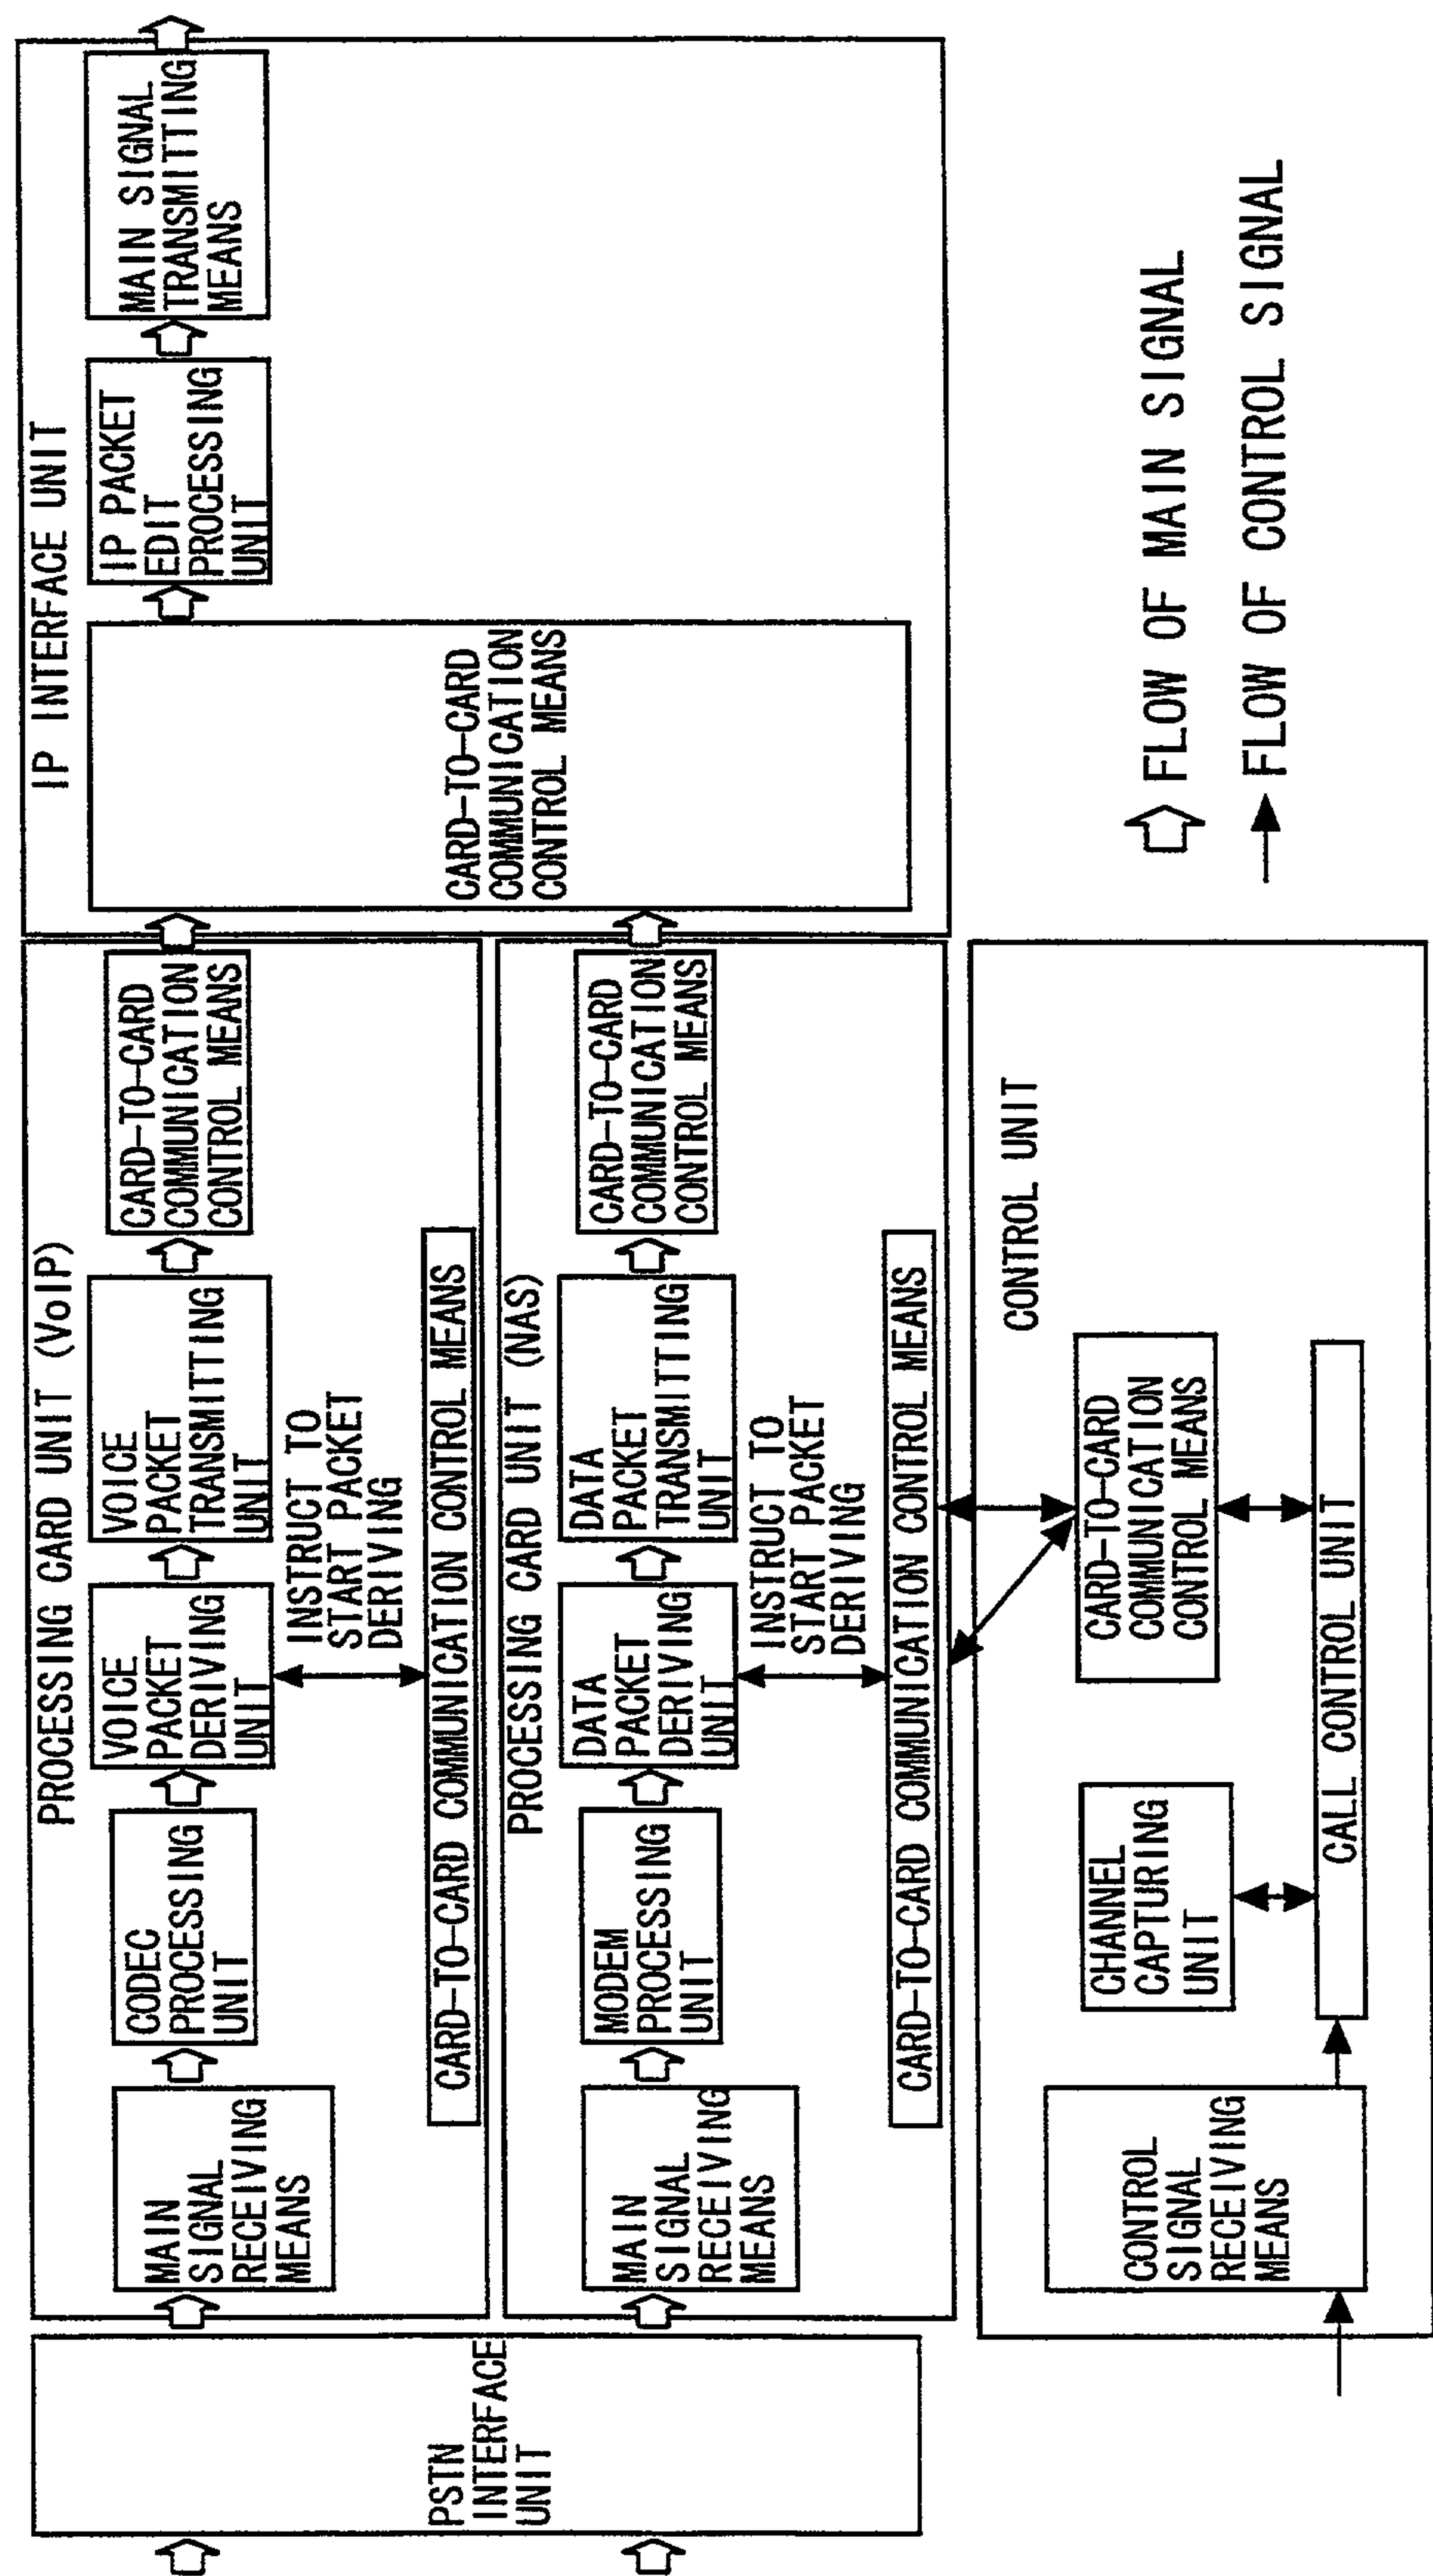 PSTN
INTERFACE
UNIT
PROCESSING CARD UNIT (VoIP)
MAIN
SIGNAL
RECEIVING
MEANS
CODEC
PROCESSING
UNIT
VOICE
PACKET
DERIVING
UNIT
VOICE
PACKET
TRANSMITTING
UNIT
CARD-TO-CARD
COMMUNICATION
CONTROL MEANS
INSTRUCT TO
START PACKET
DERIVING
CARD-TO-CARD COMMUNICATION CONTROL MEANS
PROCESSING CARD UNIT (NAS)
MAIN
SIGNAL
RECEIVING
MEANS
MODEM
PROCESSING
UNIT
DATA
PACKET
DERIVING
UNIT
DATA
PACKET
TRANSMITTING
UNIT
CARD-TO-CARD
COMMUNICATION
CONTROL MEANS
INSTRUCT TO
START PACKET
DERIVING
CARD-TO-CARD COMMUNICATION CONTROL MEANS
IP INTERFACE UNIT
CARD-TO-CARD
COMMUNICATION
CONTROL MEANS
IP PACKET
EDIT
PROCESSING
UNIT
MAIN SIGNAL
TRANSMITTING
MEANS
CONTROL UNIT
CONTROL
SIGNAL
RECEIVING
MEANS
CHANNEL
CAPTURING
UNIT
CARD-TO-CARD
COMMUNICATION
CONTROL MEANS
CALL CONTROL UNIT
FLOW OF MAIN SIGNAL
FLOW OF CONTROL SIGNAL